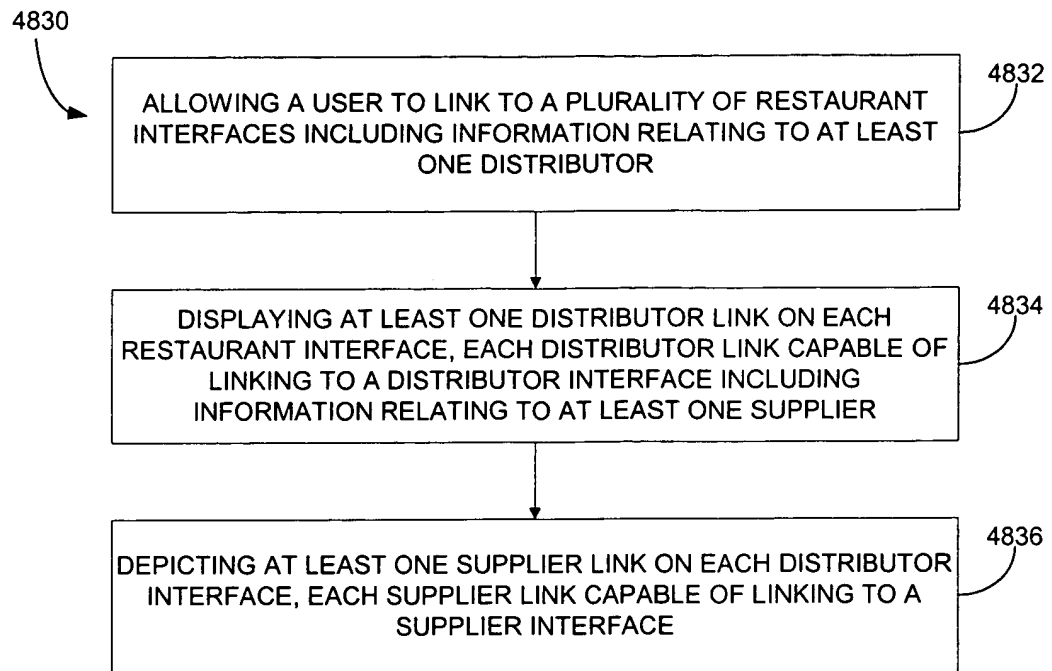 4830
4832
ALLOWING A USER TO LINK TO A PLURALITY OF RESTAURANT
INTERFACES INCLUDING INFORMATION RELATING TO AT LEAST
ONE DISTRIBUTOR
4834
DISPLAYING AT LEAST ONE DISTRIBUTOR LINK ON EACH
RESTAURANT INTERFACE, EACH DISTRIBUTOR LINK CAPABLE OF
LINKING TO A DISTRIBUTOR INTERFACE INCLUDING
INFORMATION RELATING TO AT LEAST ONE SUPPLIER
4836
DEPICTING AT LEAST ONE SUPPLIER LINK ON EACH DISTRIBUTOR
INTERFACE, EACH SUPPLIER LINK CAPABLE OF LINKING TO A
SUPPLIER INTERFACE